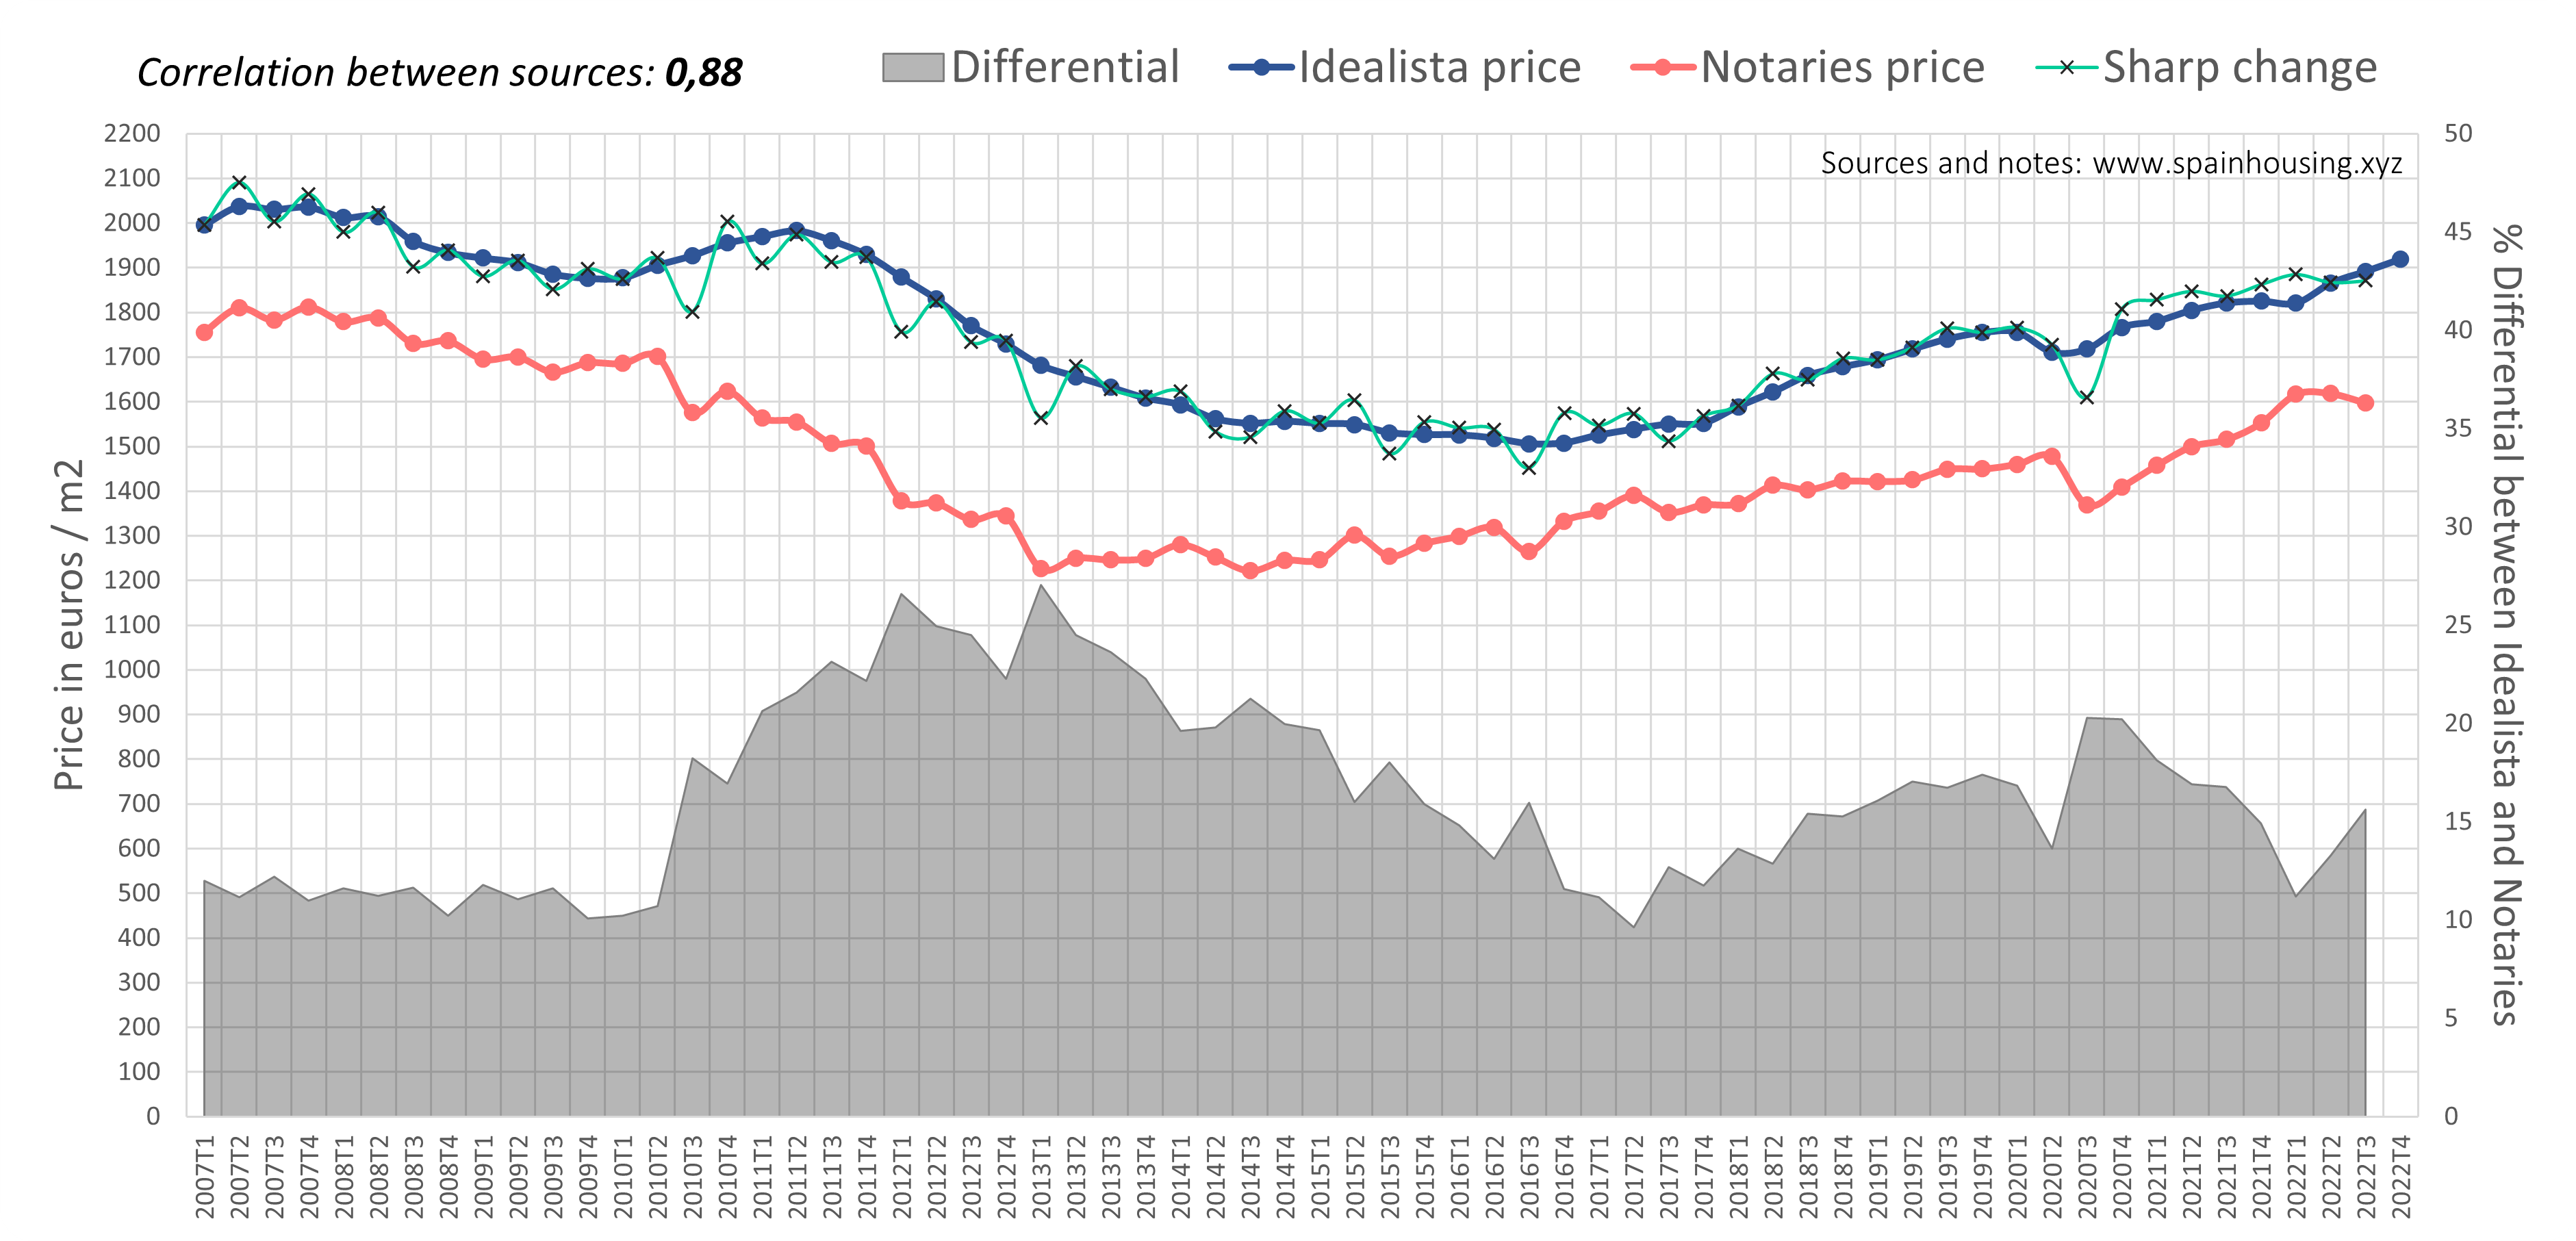 Correlation between sources: 0,88
Differential
Idealista price
Notaries price
Sharp change
Sources and notes: www.spainhousing.xyz
Price in euros / m2
2200
2100
2000
1900
1800
1700
1600
1500
1400
1300
1200
1100
1000
900
800
700
600
500
400
300
200
100
0
50
45
40
35
30
25
20
15
10
5
0
% Differential between Idealista and Notaries
2007T1
2007T2
2007T3
2007T4
2008T1
2008T2
2008T3
2008T4
2009T1
2009T2
2009T3
2009T4
2010T1
2010T2
2010T3
2010T4
2011T1
2011T2
2011T3
2011T4
2012T1
2012T2
2012T3
2012T4
2013T1
2013T2
2013T3
2013T4
2014T1
2014T2
2014T3
2014T4
2015T1
2015T2
2015T3
2015T4
2016T1
2016T2
2016T3
2016T4
2017T1
2017T2
2017T3
2017T4
2018T1
2018T2
2018T3
2018T4
2019T1
2019T2
2019T3
2019T4
2020T1
2020T2
2020T3
2020T4
2021T1
2021T2
2021T3
2021T4
2022T1
2022T2
2022T3
2022T4